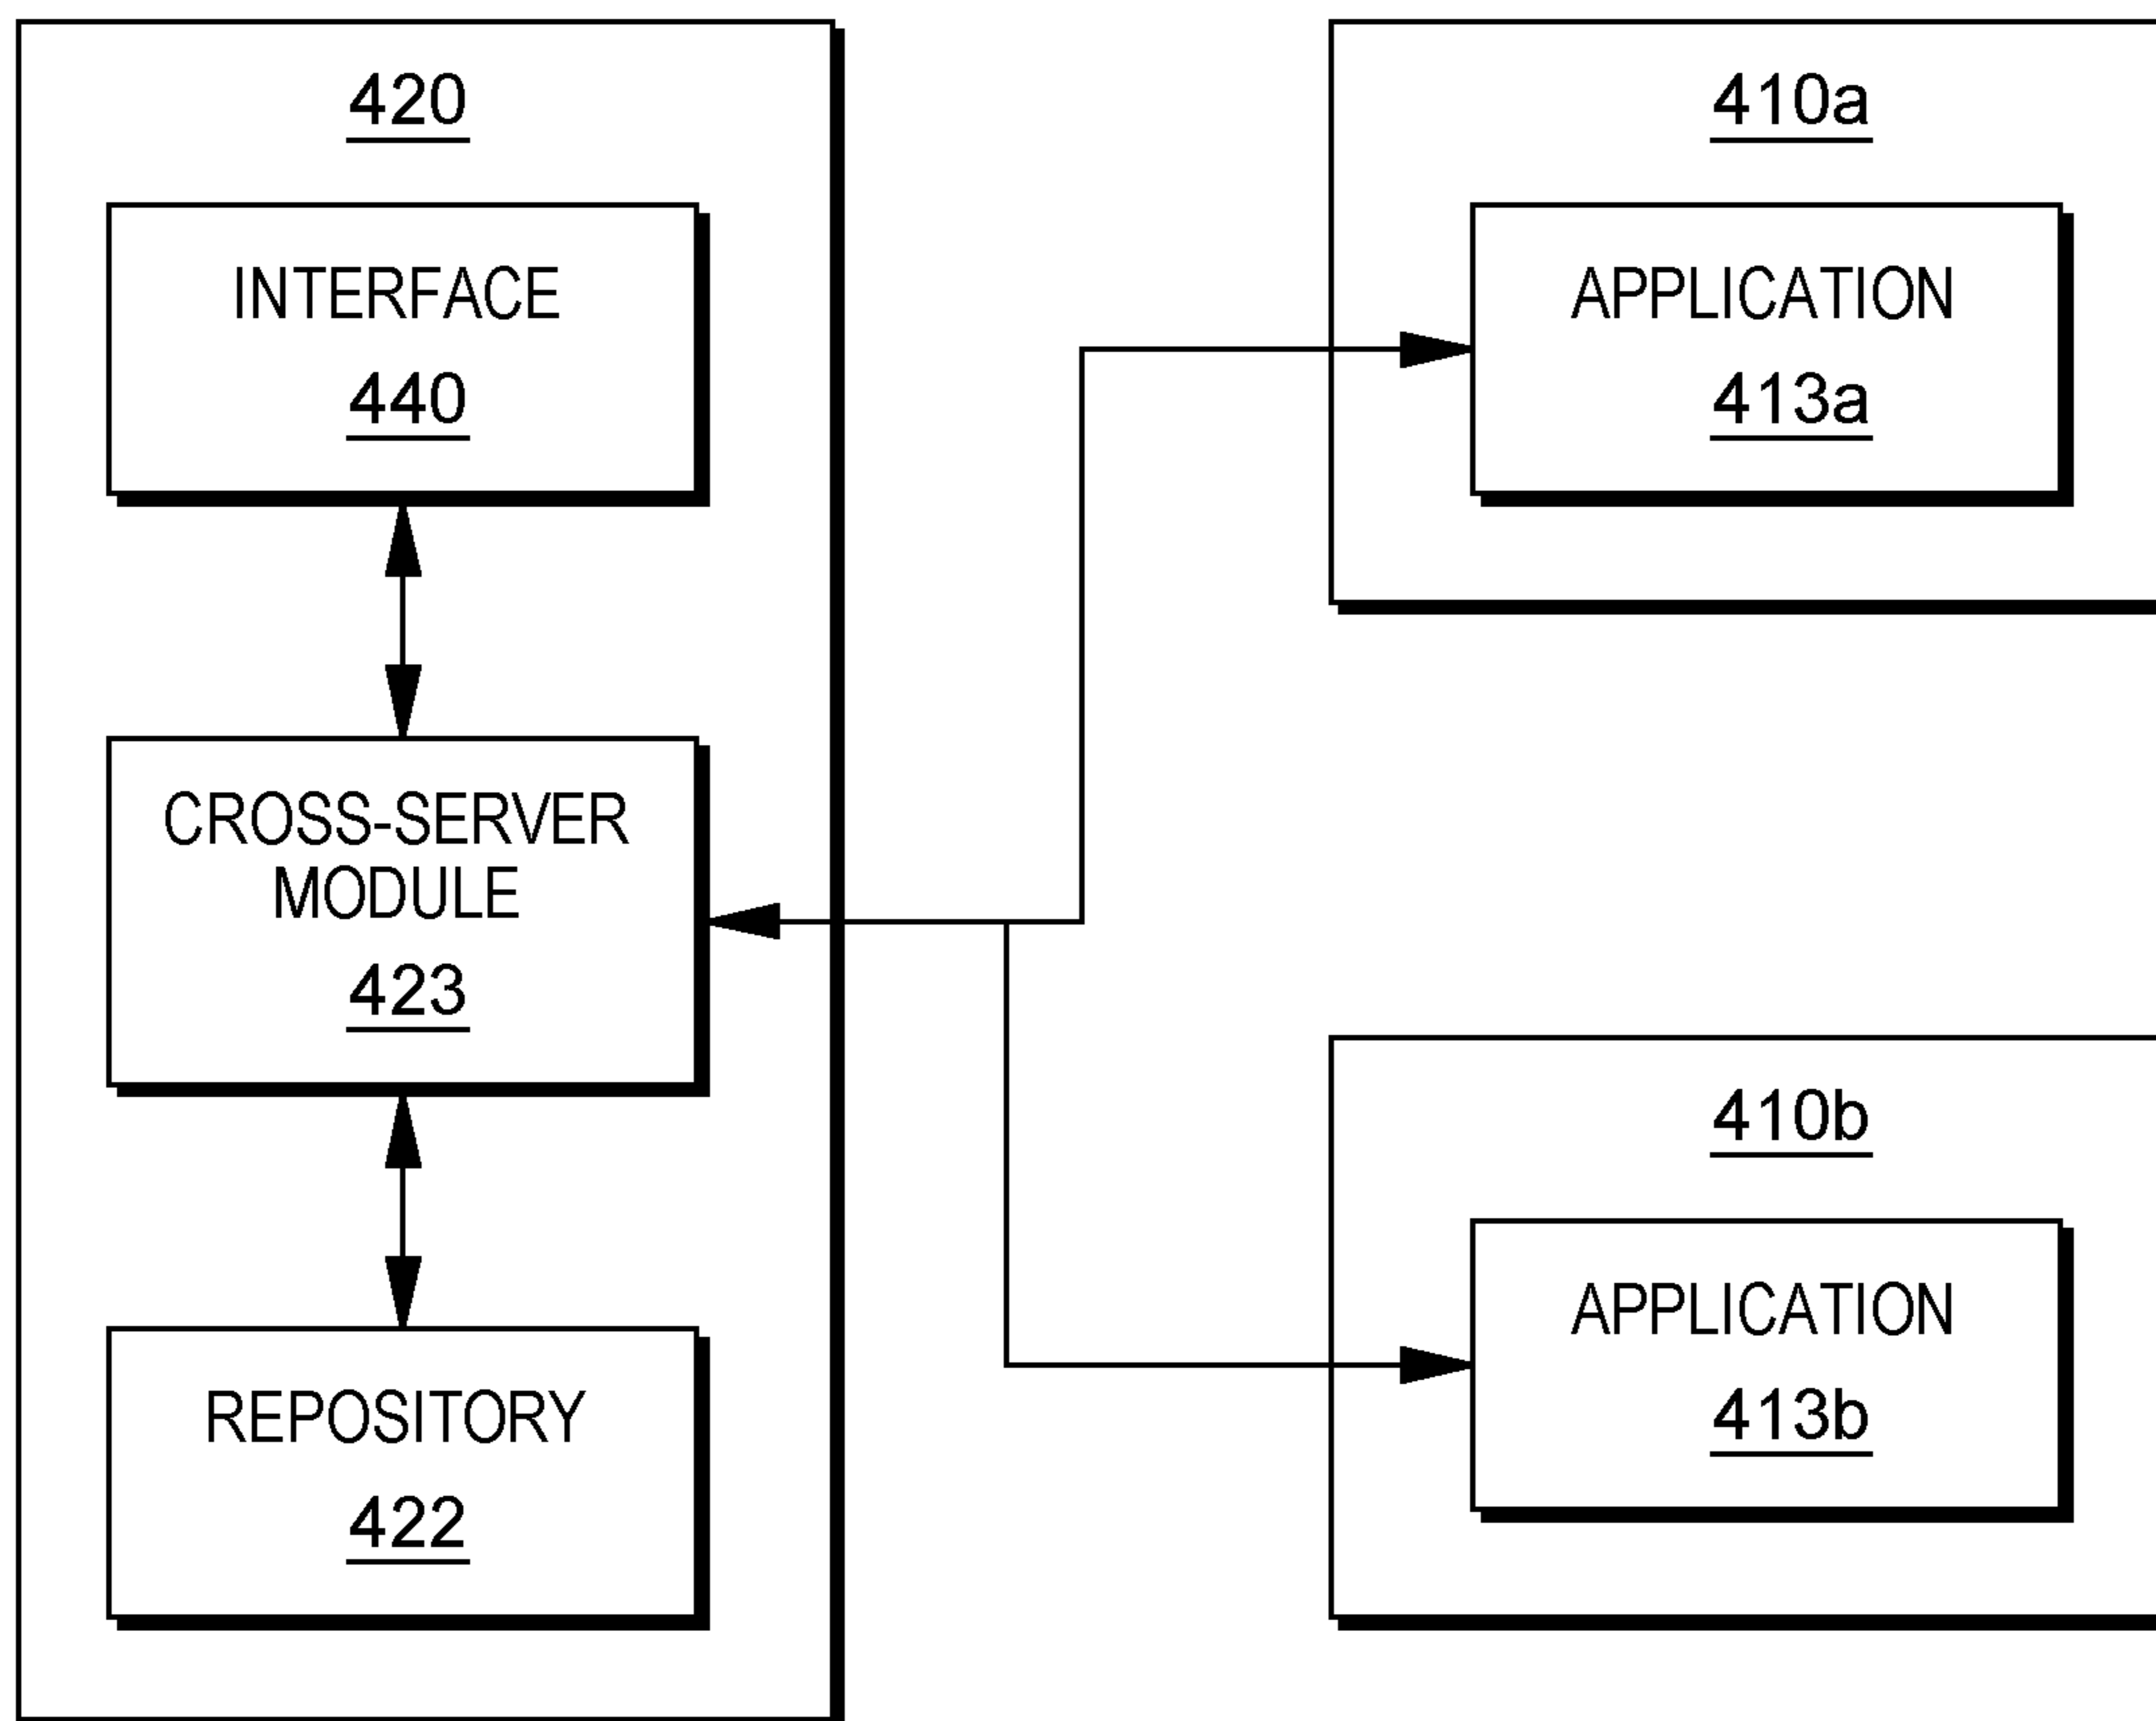 420
INTERFACE
440
CROSS-SERVER
MODULE
423
REPOSITORY
422
410a
APPLICATION
413a
410b
APPLICATION
413b